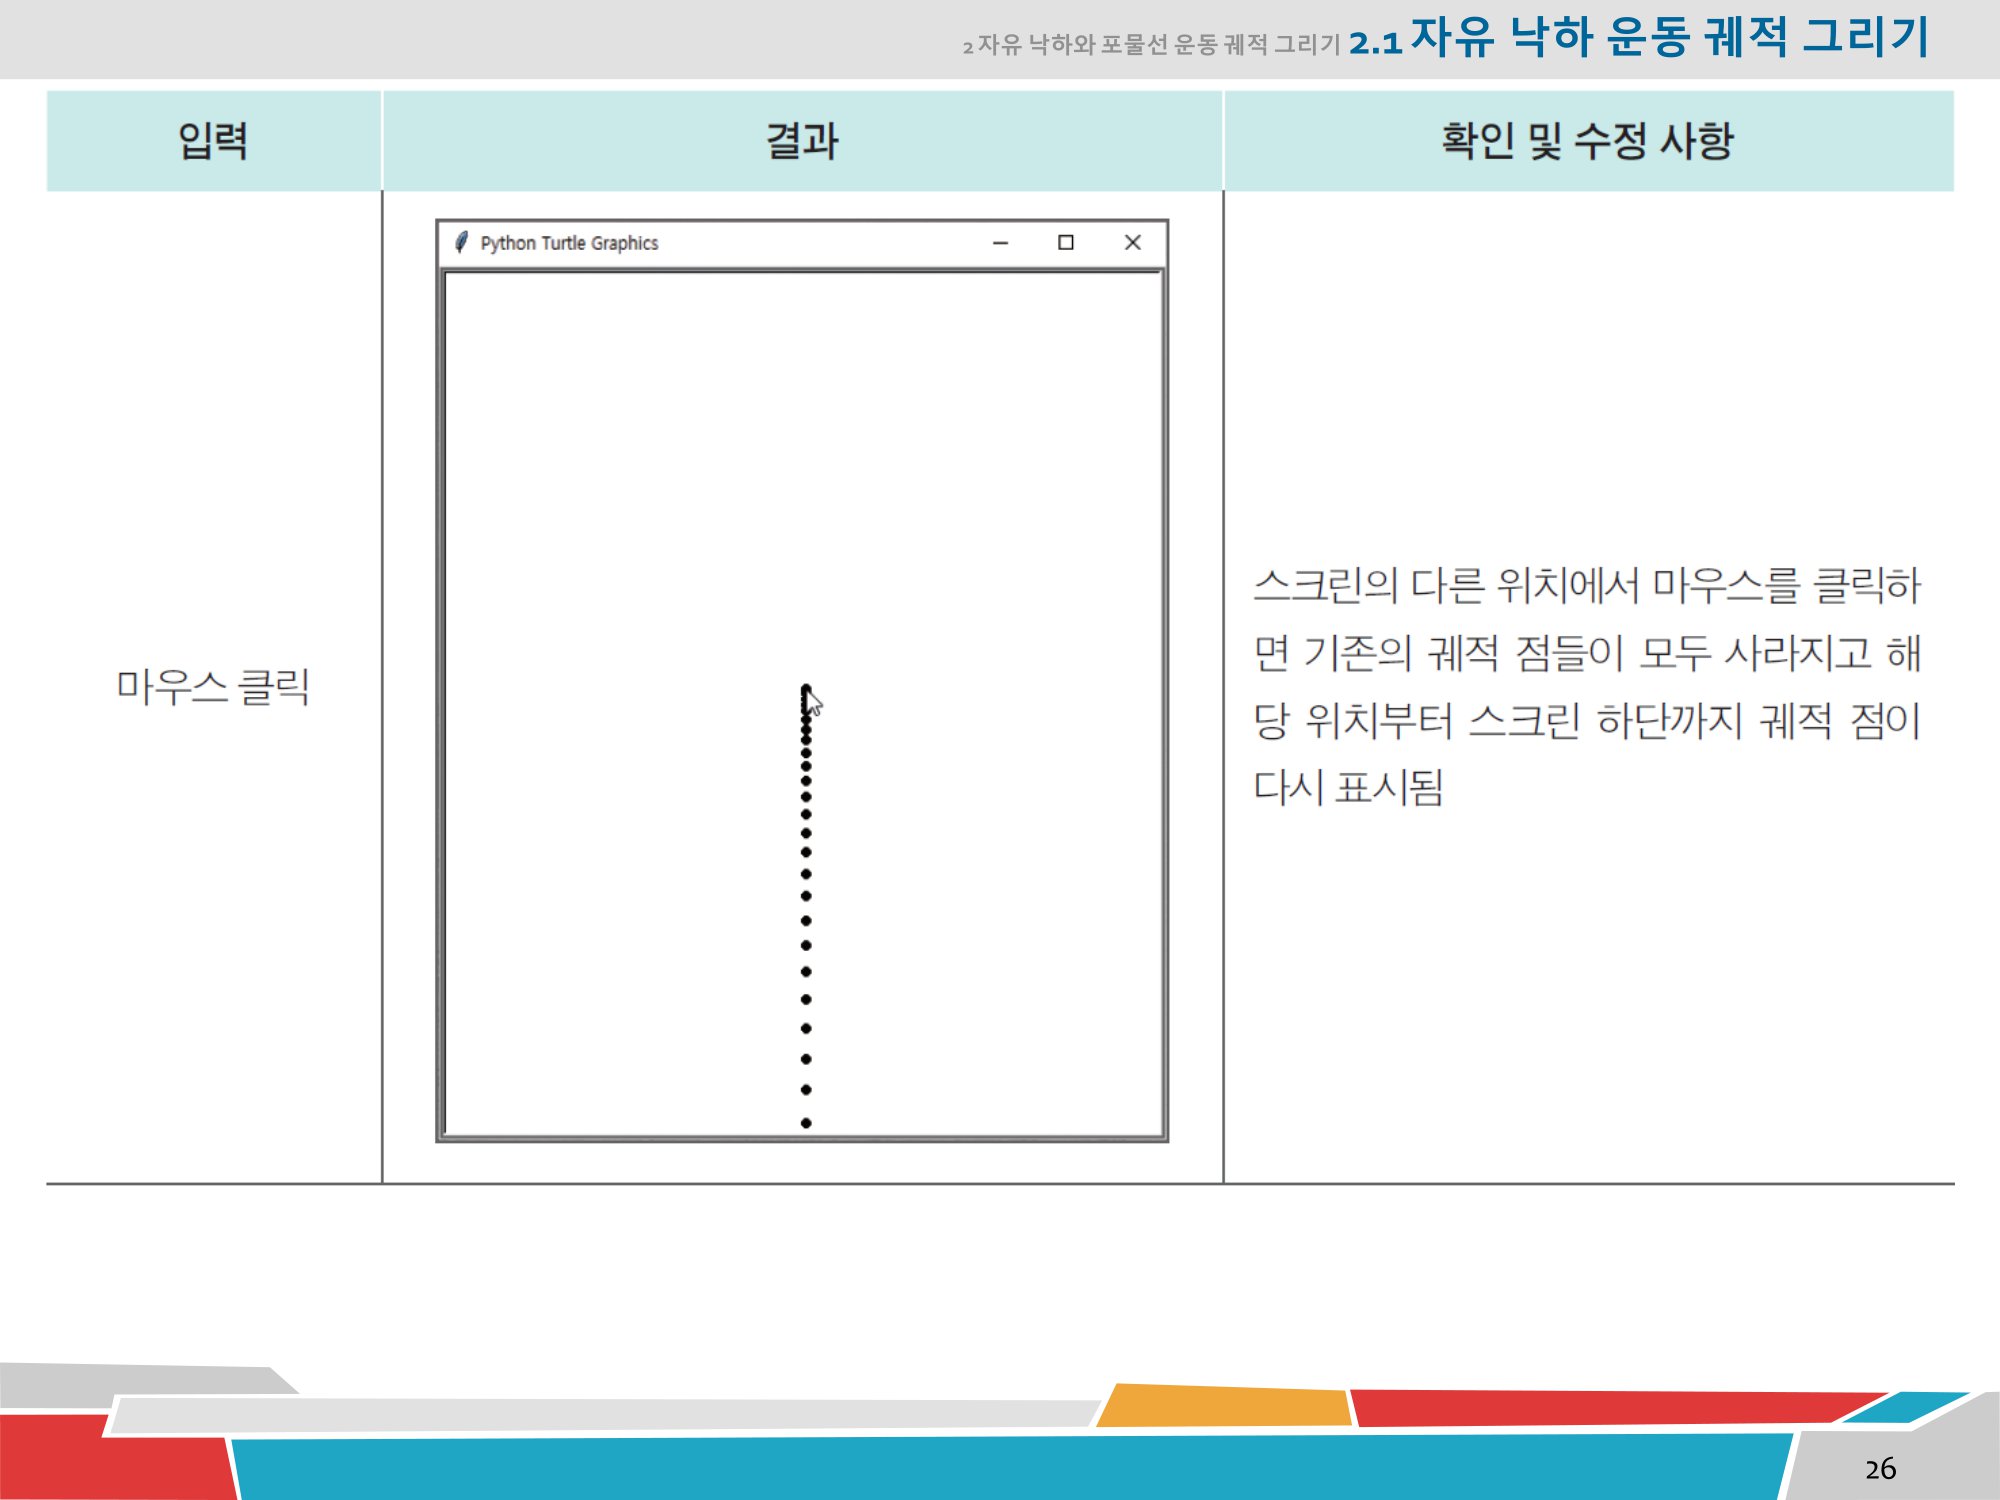 2 자유 낙하와 포물선 운동 궤적 그리기 2.1 자유 낙하 운동 궤적 그리기
입력 결과 확인 및 수정 사항
Python Turtle Graphics
마우스 클릭
스크린의 다른 위치에서 마우스를 클릭하
면 기존의 궤적 점들이 모두 사라지고 해
당 위치부터 스크린 하단까지 궤적 점이
다시 표시됨
26